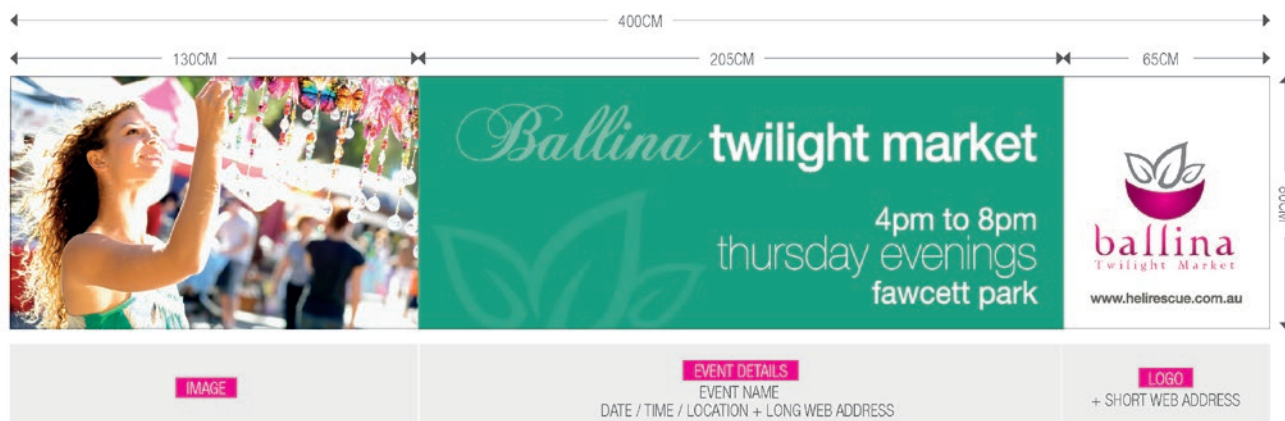 400CM
130CM
205CM
65CM
Ballina twilight market
4pm to 8pm
thursday evenings
fawcett park
ballina
Twilight Market
www.helirescue.com.au
80CM
IMAGE
EVENT DETAILS
EVENT NAME
DATE / TIME / LOCATION + LONG WEB ADDRESS
LOGO
+ SHORT WEB ADDRESS